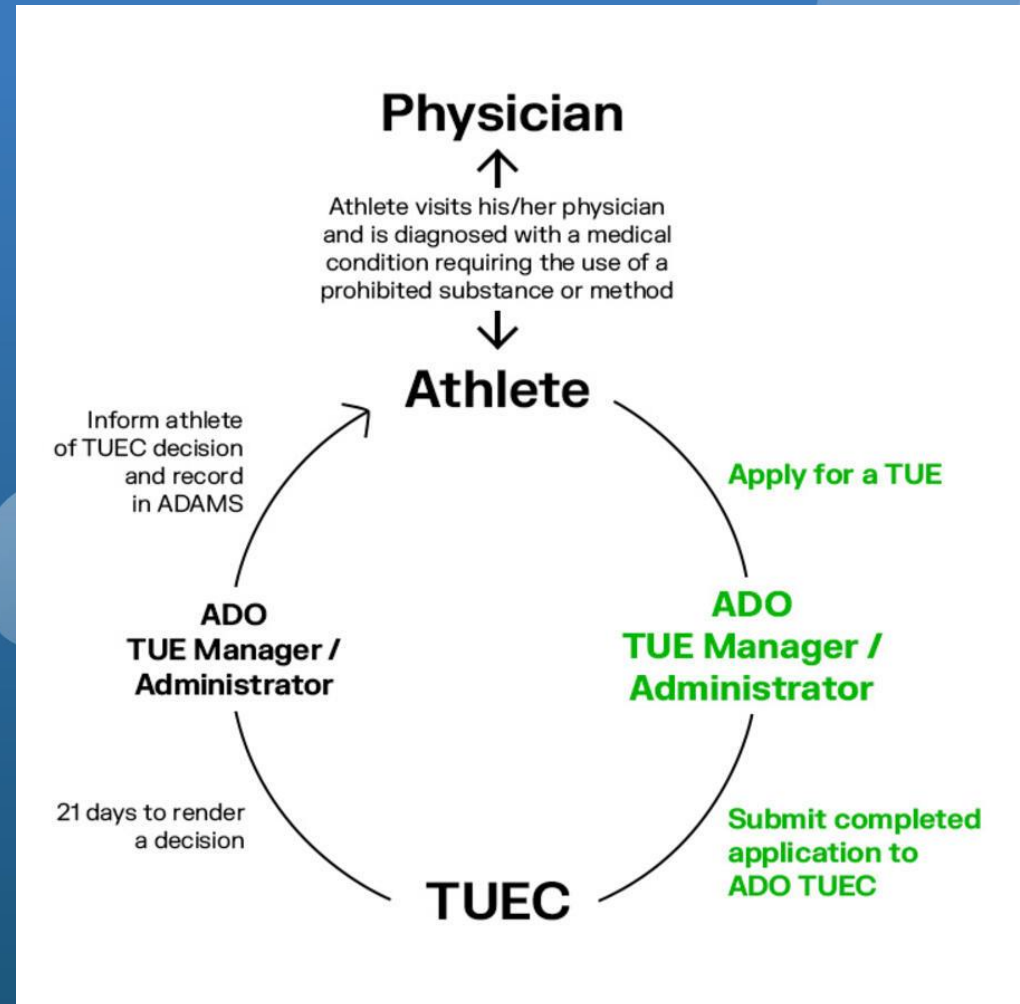 Physician
Athlete visits his/her physician
and is diagnosed with a medical
condition requiring the use of a
prohibited substance or method
Athlete
Apply for a TUE
ADO
TUE Manager /
Administrator
Submit completed
application to
ADO TUEC
TUEC
21 days to render
a decision
ADO
TUE Manager /
Administrator
Inform athlete
of TUEC decision
and record
in ADAMS